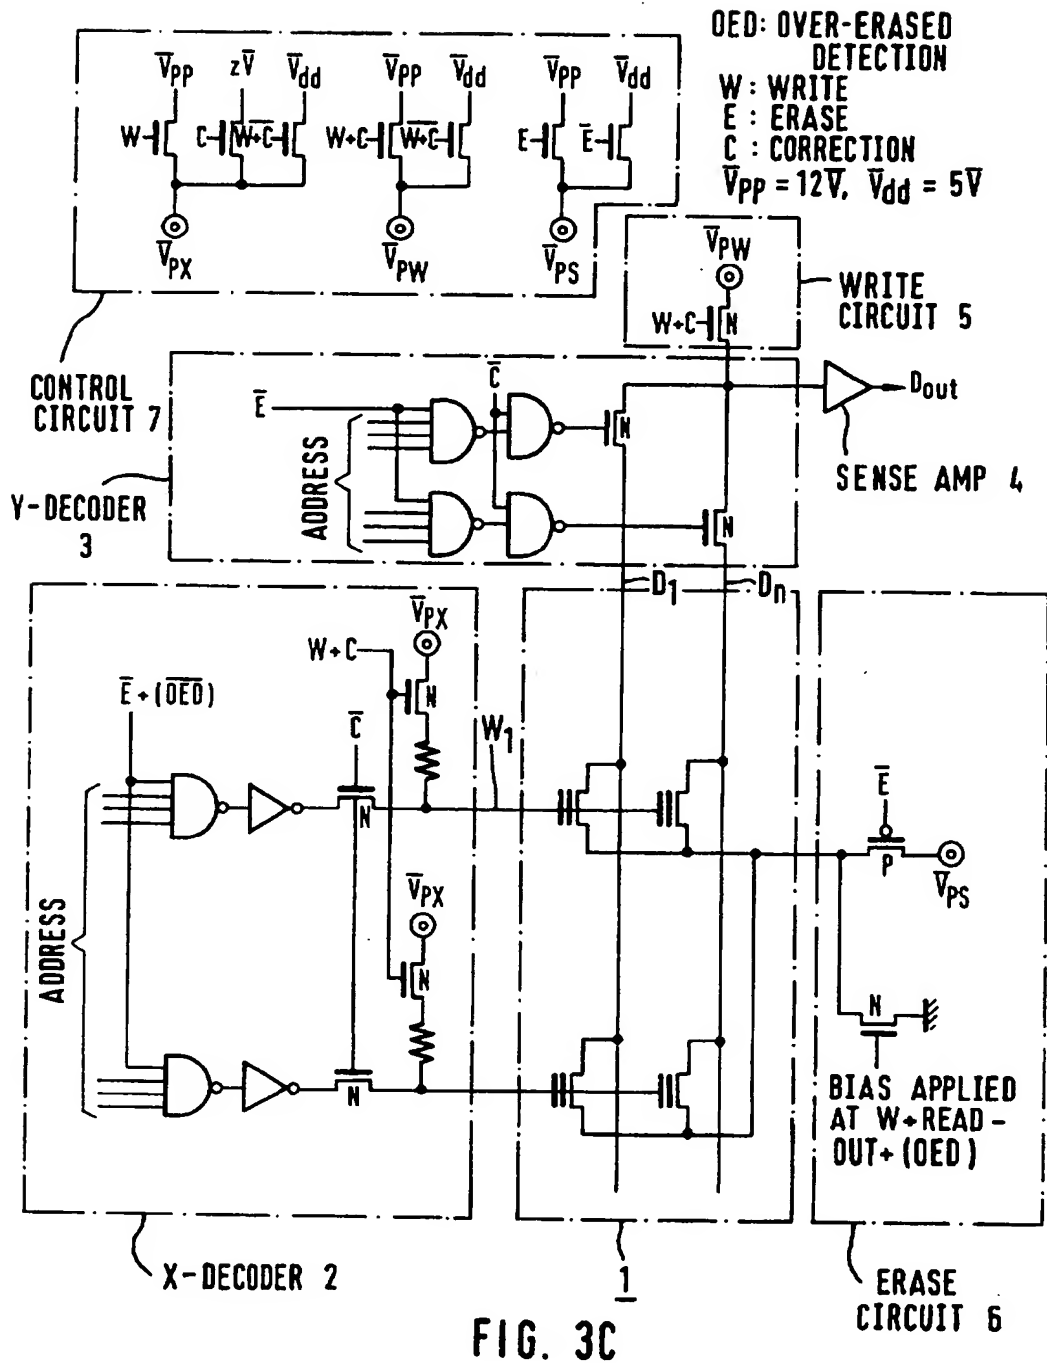 OED: OVER-ERASED
DETECTION
W : WRITE
E : ERASE
C : CORRECTION
V̅PP = 12V̅, V̅dd = 5V̅
V̅PP zV̅ V̅dd V̅PP V̅dd V̅PP V̅dd
W C W̅+̅C̅ W+C W̅+̅C̅ E E̅
V̅PX V̅PW V̅PS
CONTROL
CIRCUIT 7
V̅PW
W+C N
WRITE
CIRCUIT 5
E̅ C̅
ADDRESS
N
N
Dout
SENSE AMP 4
Y-DECODER
3
D1 Dn
V̅PX
W+C
N
E̅ + (O̅E̅D̅)
C̅
W1
N
ADDRESS
V̅PX
N
N
E̅
P
V̅PS
N
BIAS APPLIED
AT W+READ-
OUT+(OED)
X-DECODER 2
1
ERASE
CIRCUIT 6
FIG. 3C